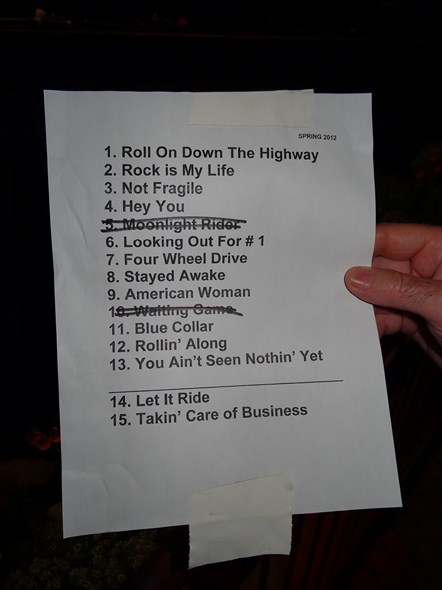 SPRING 2012
1. Roll On Down The Highway
2. Rock is My Life
3. Not Fragile
4. Hey You
5. Moonlight Rider
6. Looking Out For # 1
7. Four Wheel Drive
8. Stayed Awake
9. American Woman
10. Waiting Game
11. Blue Collar
12. Rollin' Along
13. You Ain't Seen Nothin' Yet
14. Let It Ride
15. Takin' Care of Business